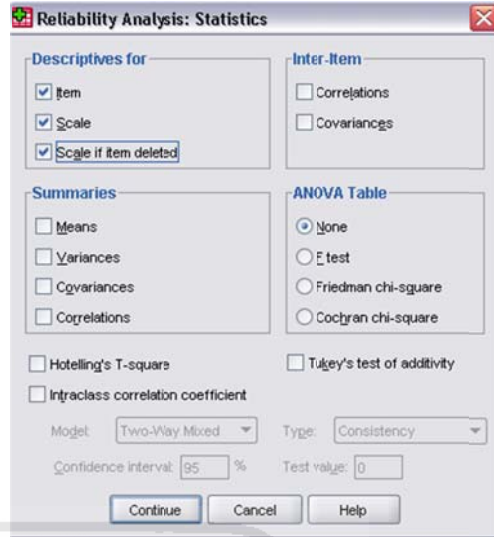 Reliability Analysis: Statistics
Descriptives for
Item
Scale
Scale if item deleted
Inter-Item
Correlations
Covariances
Summaries
Means
Variances
Covariances
Correlations
ANOVA Table
None
F test
Friedman chi-square
Cochran chi-square
Hotelling's T-square
Tukey's test of additivity
Intraclass correlation coefficient
Model: Two-Way Mixed Type: Consistency
Confidence interval: 95 % Test value: 0
Continue Cancel Help